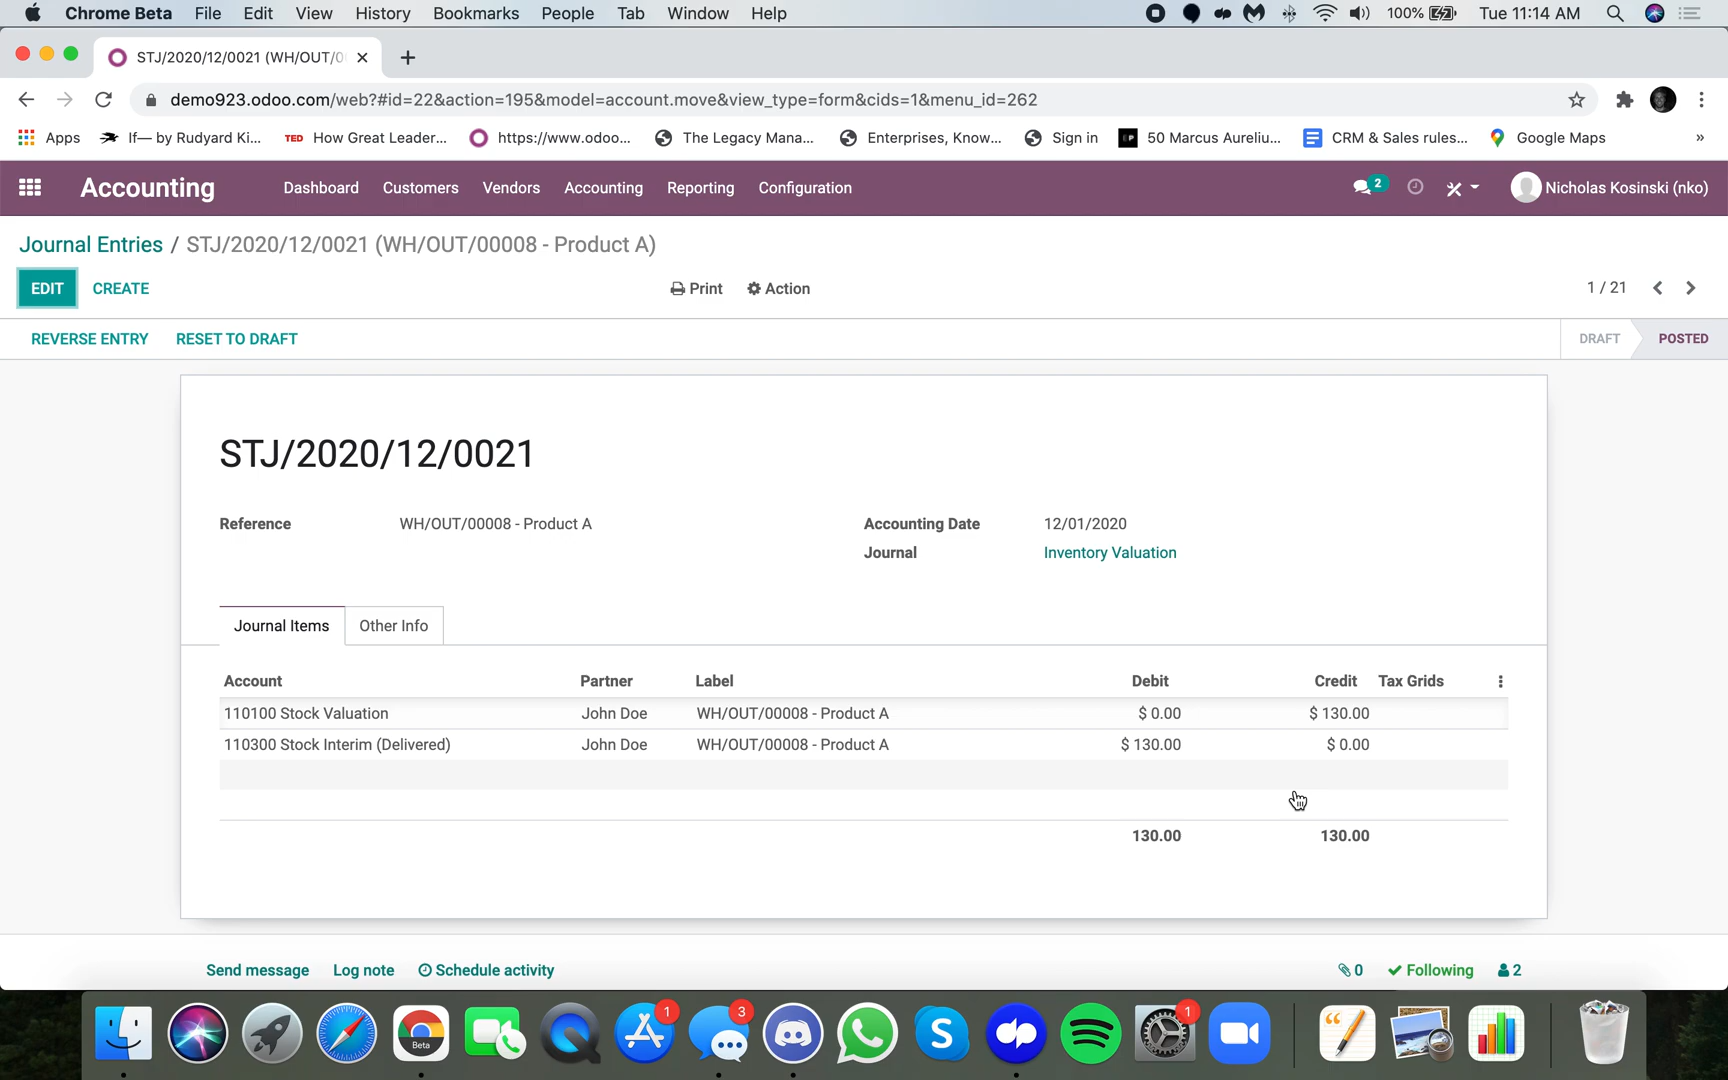 Chrome Beta File Edit View History Bookmarks People Tab Window Help 100% Tue 11:14 AM
STJ/2020/12/0021 (WH/OUT/0
demo923.odoo.com/web?#id=22&action=195&model=account.move&view_type=form&cids=1&menu_id=262
Apps If— by Rudyard Ki... TED How Great Leader... https://www.odoo... The Legacy Mana... Enterprises, Know... Sign in 50 Marcus Aureliu... CRM & Sales rules... Google Maps »
Accounting Dashboard Customers Vendors Accounting Reporting Configuration 2 Nicholas Kosinski (nko)
Journal Entries / STJ/2020/12/0021 (WH/OUT/00008 - Product A)
EDIT CREATE Print Action 1 / 21
REVERSE ENTRY RESET TO DRAFT DRAFT POSTED
STJ/2020/12/0021
Reference WH/OUT/00008 - Product A Accounting Date 12/01/2020
Journal Inventory Valuation
Journal Items Other Info
Account Partner Label Debit Credit Tax Grids
110100 Stock Valuation John Doe WH/OUT/00008 - Product A $ 0.00 $ 130.00
110300 Stock Interim (Delivered) John Doe WH/OUT/00008 - Product A $ 130.00 $ 0.00
130.00 130.00
Send message Log note Schedule activity 0 Following 2
1 3 1
Beta S